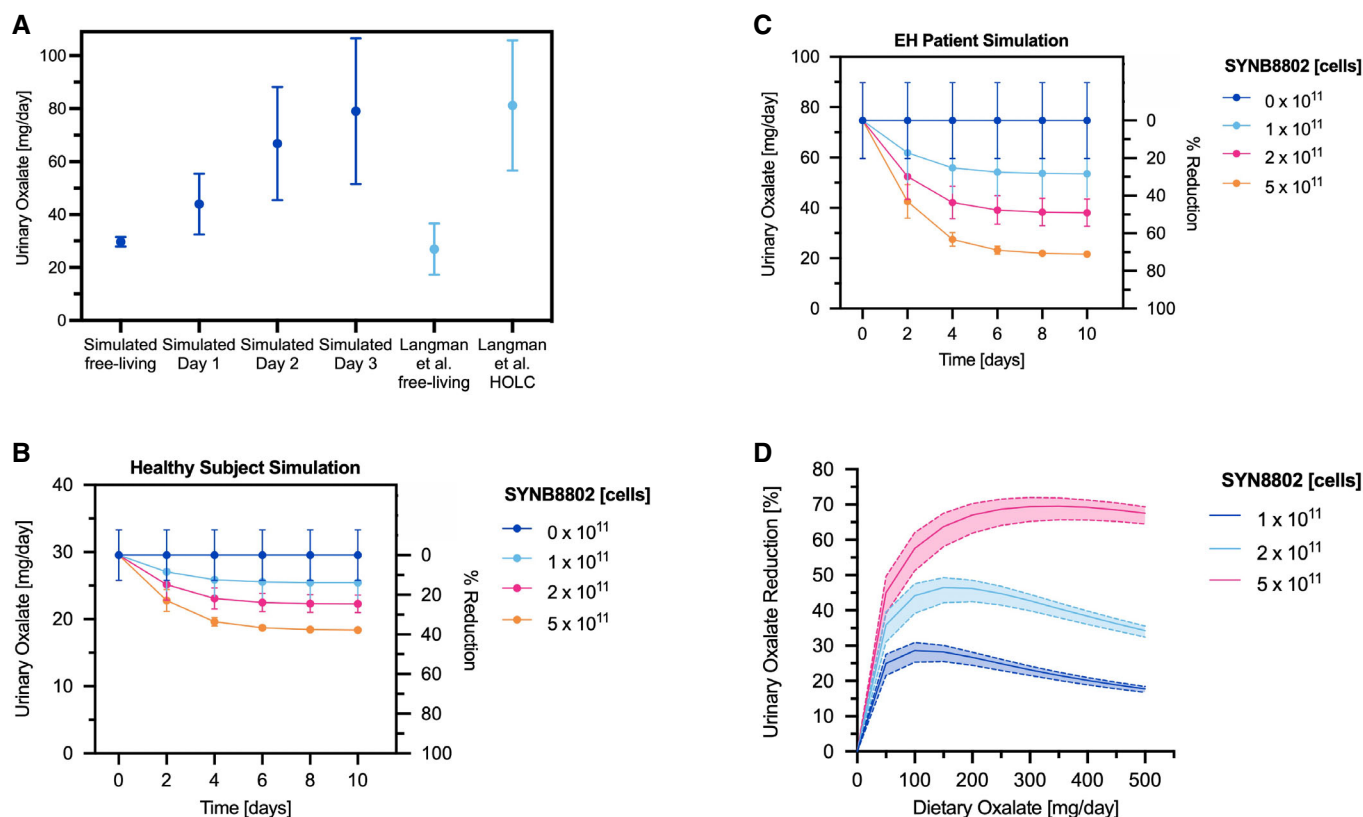 A
100
80
60
40
20
0
Urinary Oxalate [mg/day]
Simulated
free-living
Simulated
Day 1
Simulated
Day 2
Simulated
Day 3
Langman
et al.
free-living
Langman
et al.
HOLC
B
Healthy Subject Simulation
40
30
20
10
0
Urinary Oxalate [mg/day]
0
20
40
60
80
100
% Reduction
0 2 4 6 8 10
Time [days]
SYNB8802 [cells]
0 x 10¹¹
1 x 10¹¹
2 x 10¹¹
5 x 10¹¹
C
EH Patient Simulation
100
80
60
40
20
0
Urinary Oxalate [mg/day]
0
20
40
60
80
100
% Reduction
0 2 4 6 8 10
Time [days]
SYNB8802 [cells]
0 x 10¹¹
1 x 10¹¹
2 x 10¹¹
5 x 10¹¹
D
80
70
60
50
40
30
20
10
0
Urinary Oxalate Reduction [%]
0 100 200 300 400 500
Dietary Oxalate [mg/day]
SYN8802 [cells]
1 x 10¹¹
2 x 10¹¹
5 x 10¹¹